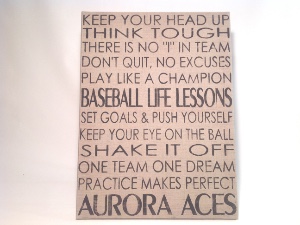 KEEP YOUR HEAD UP
THINK TOUGH
THERE IS NO "I" IN TEAM
DON'T QUIT, NO EXCUSES
PLAY LIKE A CHAMPION
BASEBALL LIFE LESSONS
SET GOALS & PUSH YOURSELF
KEEP YOUR EYE ON THE BALL
SHAKE IT OFF
ONE TEAM ONE DREAM
PRACTICE MAKES PERFECT
AURORA ACES